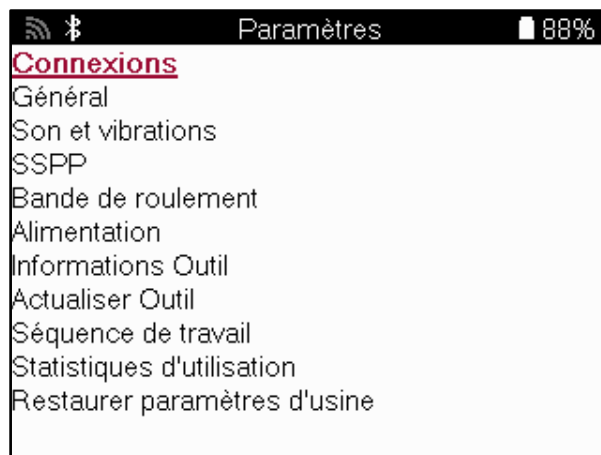 Paramètres 88%
Connexions
Général
Son et vibrations
SSPP
Bande de roulement
Alimentation
Informations Outil
Actualiser Outil
Séquence de travail
Statistiques d'utilisation
Restaurer paramètres d'usine